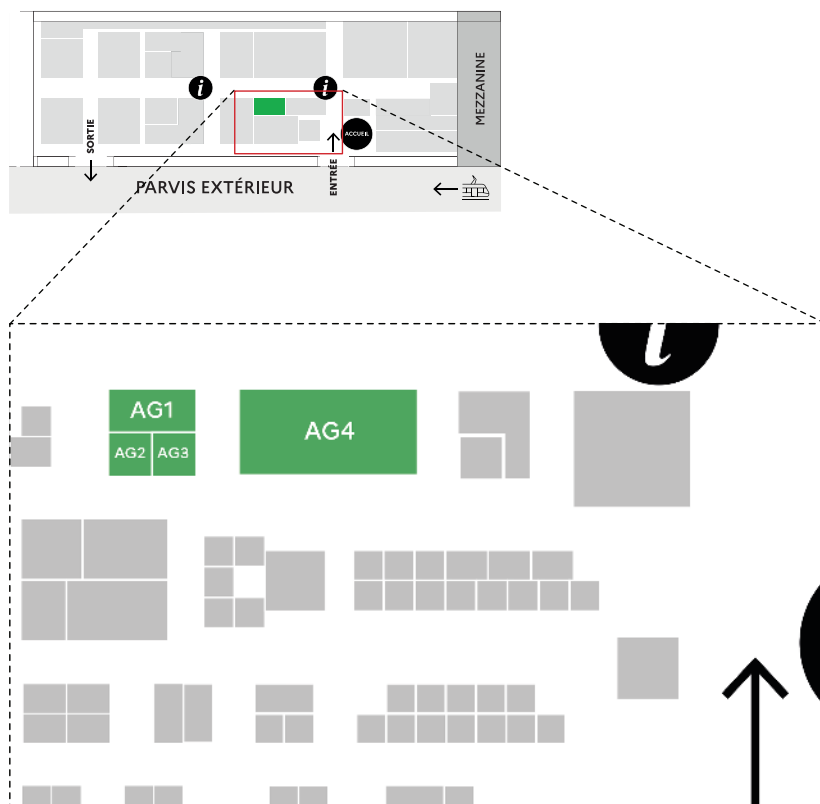 MEZZANINE
i
i
ACCUEIL
SORTIE
ENTRÉE
PARVIS EXTÉRIEUR
i
AG1
AG2
AG3
AG4